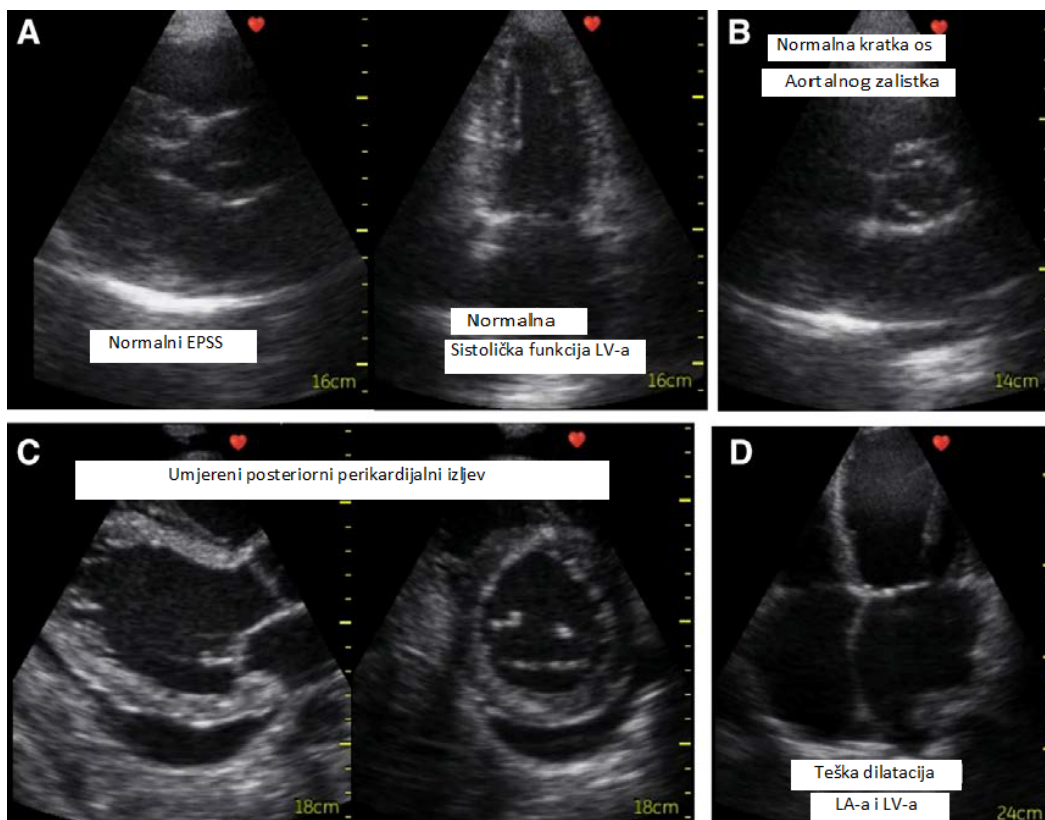 A
Normalni EPSS
16cm
Normalna
Sistolička funkcija LV-a
16cm
B
Normalna kratka os
Aortalnog zalistka
14cm
C
Umjereni posteriorni perikardijalni izljev
18cm
18cm
D
Teška dilatacija
LA-a i LV-a
24cm